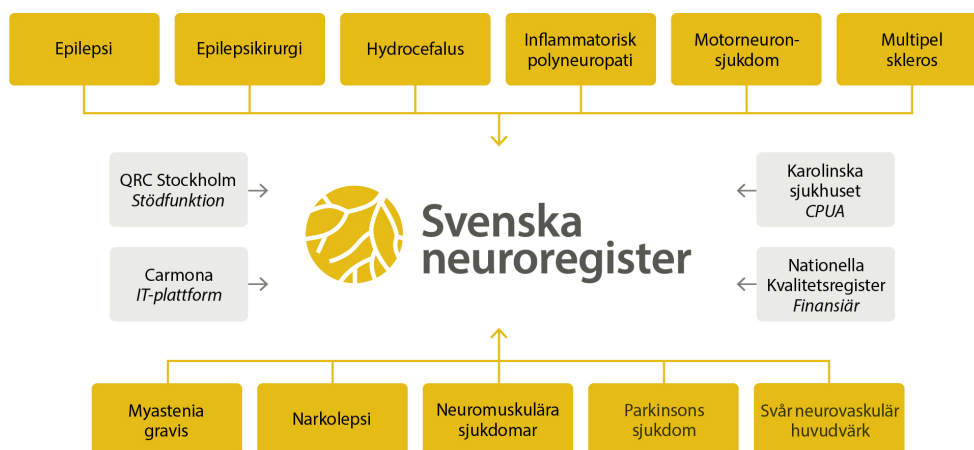 Epilepsi
Epilepsikirurgi
Hydrocefalus
Inflammatorisk
polyneuropati
Motorneuron-
sjukdom
Multipel
skleros
QRC Stockholm
Stödfunktion
Karolinska
sjukhuset
CPUA
Svenska
neuroregister
Carmona
IT-plattform
Nationella
Kvalitetsregister
Finansiär
Myastenia
gravis
Narkolepsi
Neuromuskulära
sjukdomar
Parkinsons
sjukdom
Svår neurovaskulär
huvudvärk